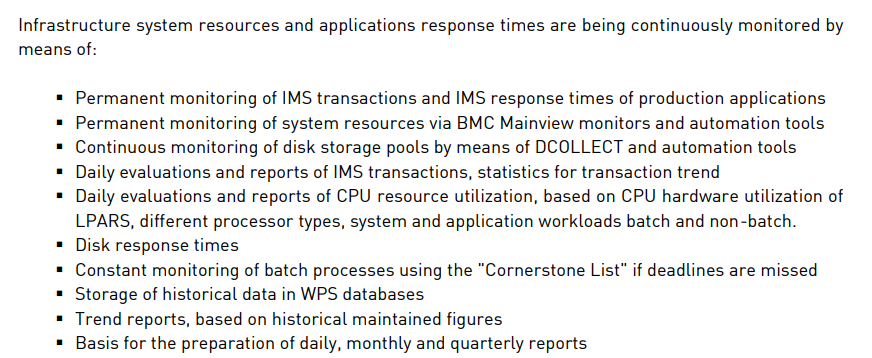 Infrastructure system resources and applications response times are being continuously monitored by
means of:
▪ Permanent monitoring of IMS transactions and IMS response times of production applications
▪ Permanent monitoring of system resources via BMC Mainview monitors and automation tools
▪ Continuous monitoring of disk storage pools by means of DCOLLECT and automation tools
▪ Daily evaluations and reports of IMS transactions, statistics for transaction trend
▪ Daily evaluations and reports of CPU resource utilization, based on CPU hardware utilization of
LPARS, different processor types, system and application workloads batch and non-batch.
▪ Disk response times
▪ Constant monitoring of batch processes using the "Cornerstone List" if deadlines are missed
▪ Storage of historical data in WPS databases
▪ Trend reports, based on historical maintained figures
▪ Basis for the preparation of daily, monthly and quarterly reports